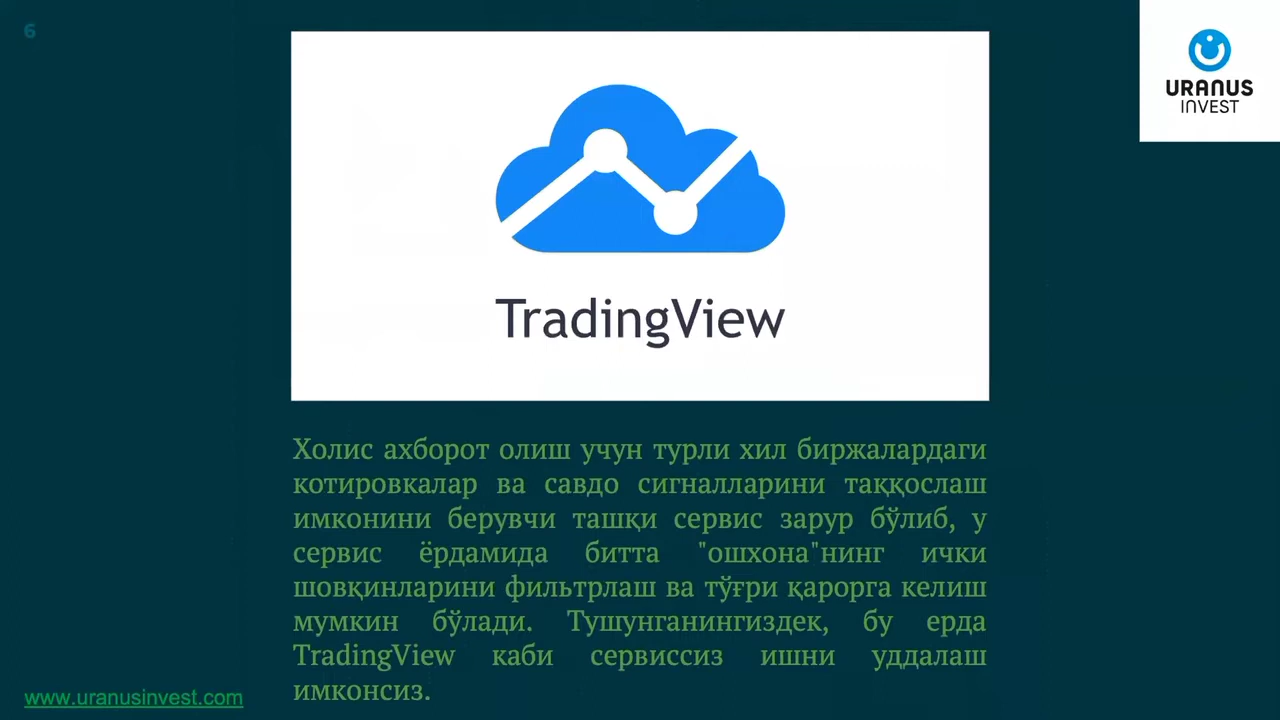 6
URANUS
INVEST
TradingView
Холис ахборот олиш учун турли хил биржалардаги
котировкалар ва савдо сигналларини таққослаш
имконини берувчи ташқи сервис зарур бўлиб, у
сервис ёрдамида битта "ошхона"нинг ички
шовқинларини фильтрлаш ва тўғри қарорга келиш
мумкин бўлади. Тушунганингиздек, бу ерда
TradingView каби сервиссиз ишни уддалаш
имконсиз.
www.uranusinvest.com